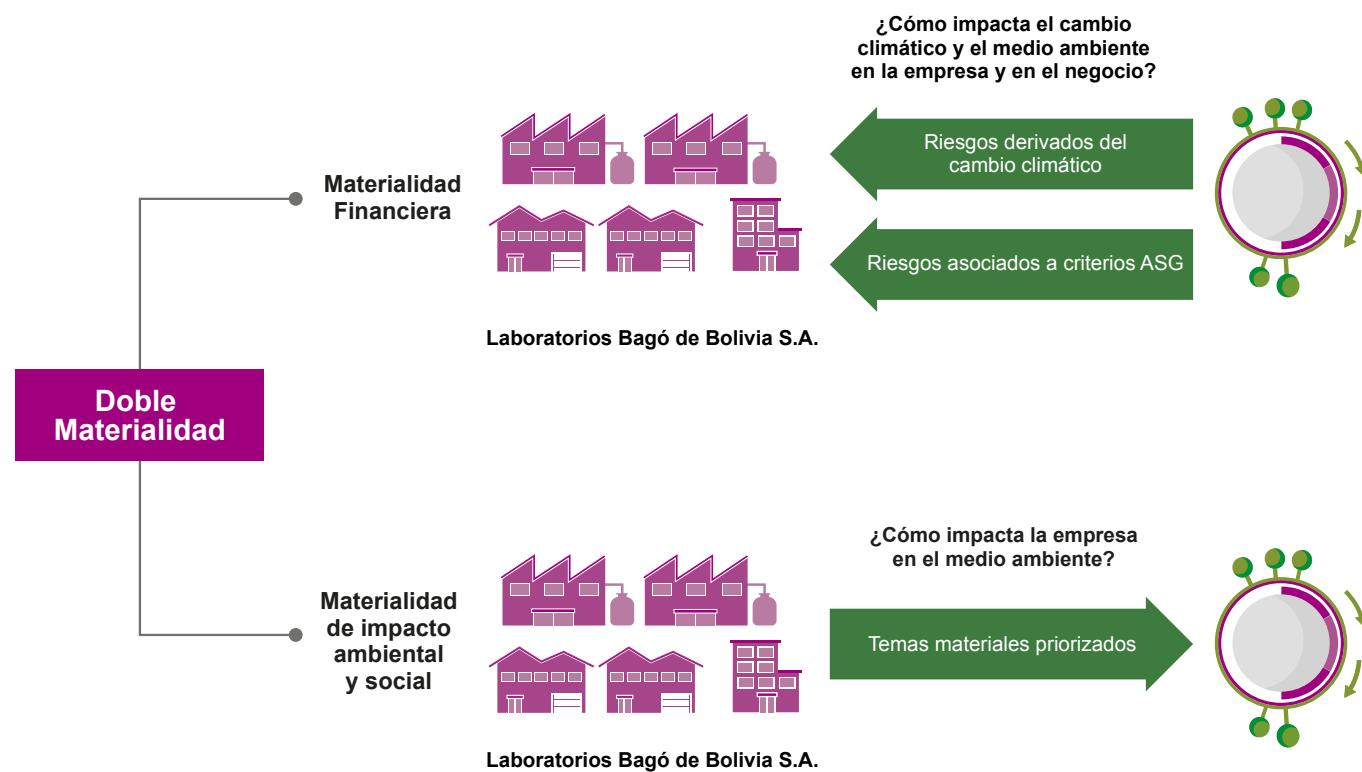 ¿Cómo impacta el cambio
climático y el medio ambiente
en la empresa y en el negocio?
Riesgos derivados del
cambio climático
Materialidad
Financiera
Riesgos asociados a criterios ASG
Laboratorios Bagó de Bolivia S.A.
Doble
Materialidad
¿Cómo impacta la empresa
en el medio ambiente?
Materialidad
de impacto
ambiental
y social
Temas materiales priorizados
Laboratorios Bagó de Bolivia S.A.